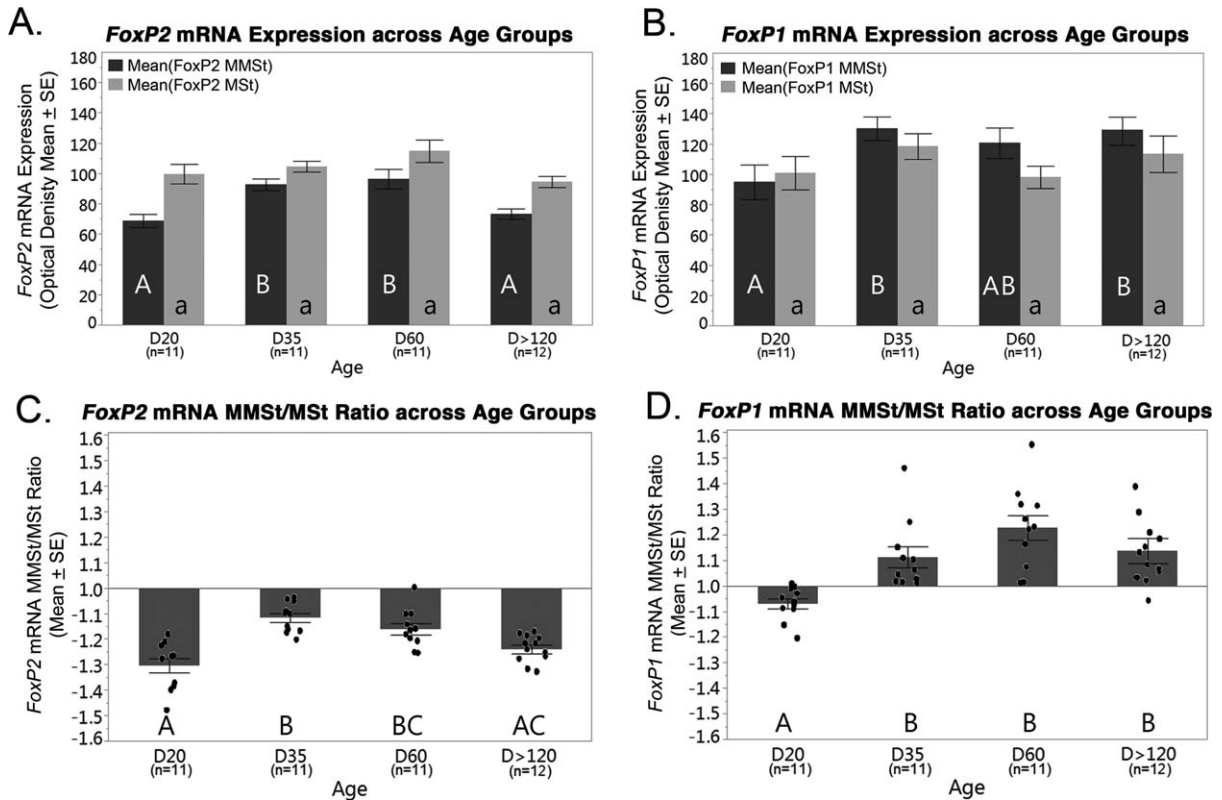 A.
FoxP2 mRNA Expression across Age Groups
FoxP2 mRNA Expression
(Optical Denisty Mean ± SE)
180
160
140
120
100
80
60
40
20
0
Mean(FoxP2 MMSt)
Mean(FoxP2 MSt)
A a B a B a A a
D20 D35 D60 D>120
(n=11) (n=11) (n=11) (n=12)
Age
B.
FoxP1 mRNA Expression across Age Groups
FoxP1 mRNA Expression
(Optical Denisty Mean ± SE)
180
160
140
120
100
80
60
40
20
0
Mean(FoxP1 MMSt)
Mean(FoxP1 MSt)
A a B a AB a B a
D20 D35 D60 D>120
(n=11) (n=11) (n=11) (n=12)
Age
C.
FoxP2 mRNA MMSt/MSt Ratio across Age Groups
FoxP2 mRNA MMSt/MSt Ratio
(Mean ± SE)
1.6
1.5
1.4
1.3
1.2
1.1
1.0
-1.1
-1.2
-1.3
-1.4
-1.5
-1.6
A B BC AC
D20 D35 D60 D>120
(n=11) (n=11) (n=11) (n=12)
Age
D.
FoxP1 mRNA MMSt/MSt Ratio across Age Groups
FoxP1 mRNA MMSt/MSt Ratio
(Mean ± SE)
1.6
1.5
1.4
1.3
1.2
1.1
1.0
-1.1
-1.2
-1.3
-1.4
-1.5
-1.6
A B B B
D20 D35 D60 D>120
(n=11) (n=11) (n=11) (n=12)
Age